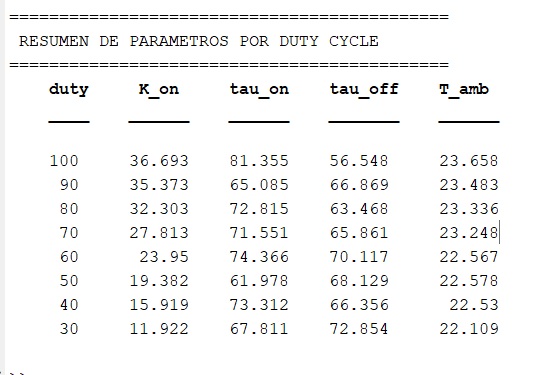 ============================================
RESUMEN DE PARAMETROS POR DUTY CYCLE
============================================
duty K_on tau_on tau_off T_amb
____ ______ ______ _______ ______
100 36.693 81.355 56.548 23.658
90 35.373 65.085 66.869 23.483
80 32.303 72.815 63.468 23.336
70 27.813 71.551 65.861 23.248
60 23.95 74.366 70.117 22.567
50 19.382 61.978 68.129 22.578
40 15.919 73.312 66.356 22.53
30 11.922 67.811 72.854 22.109